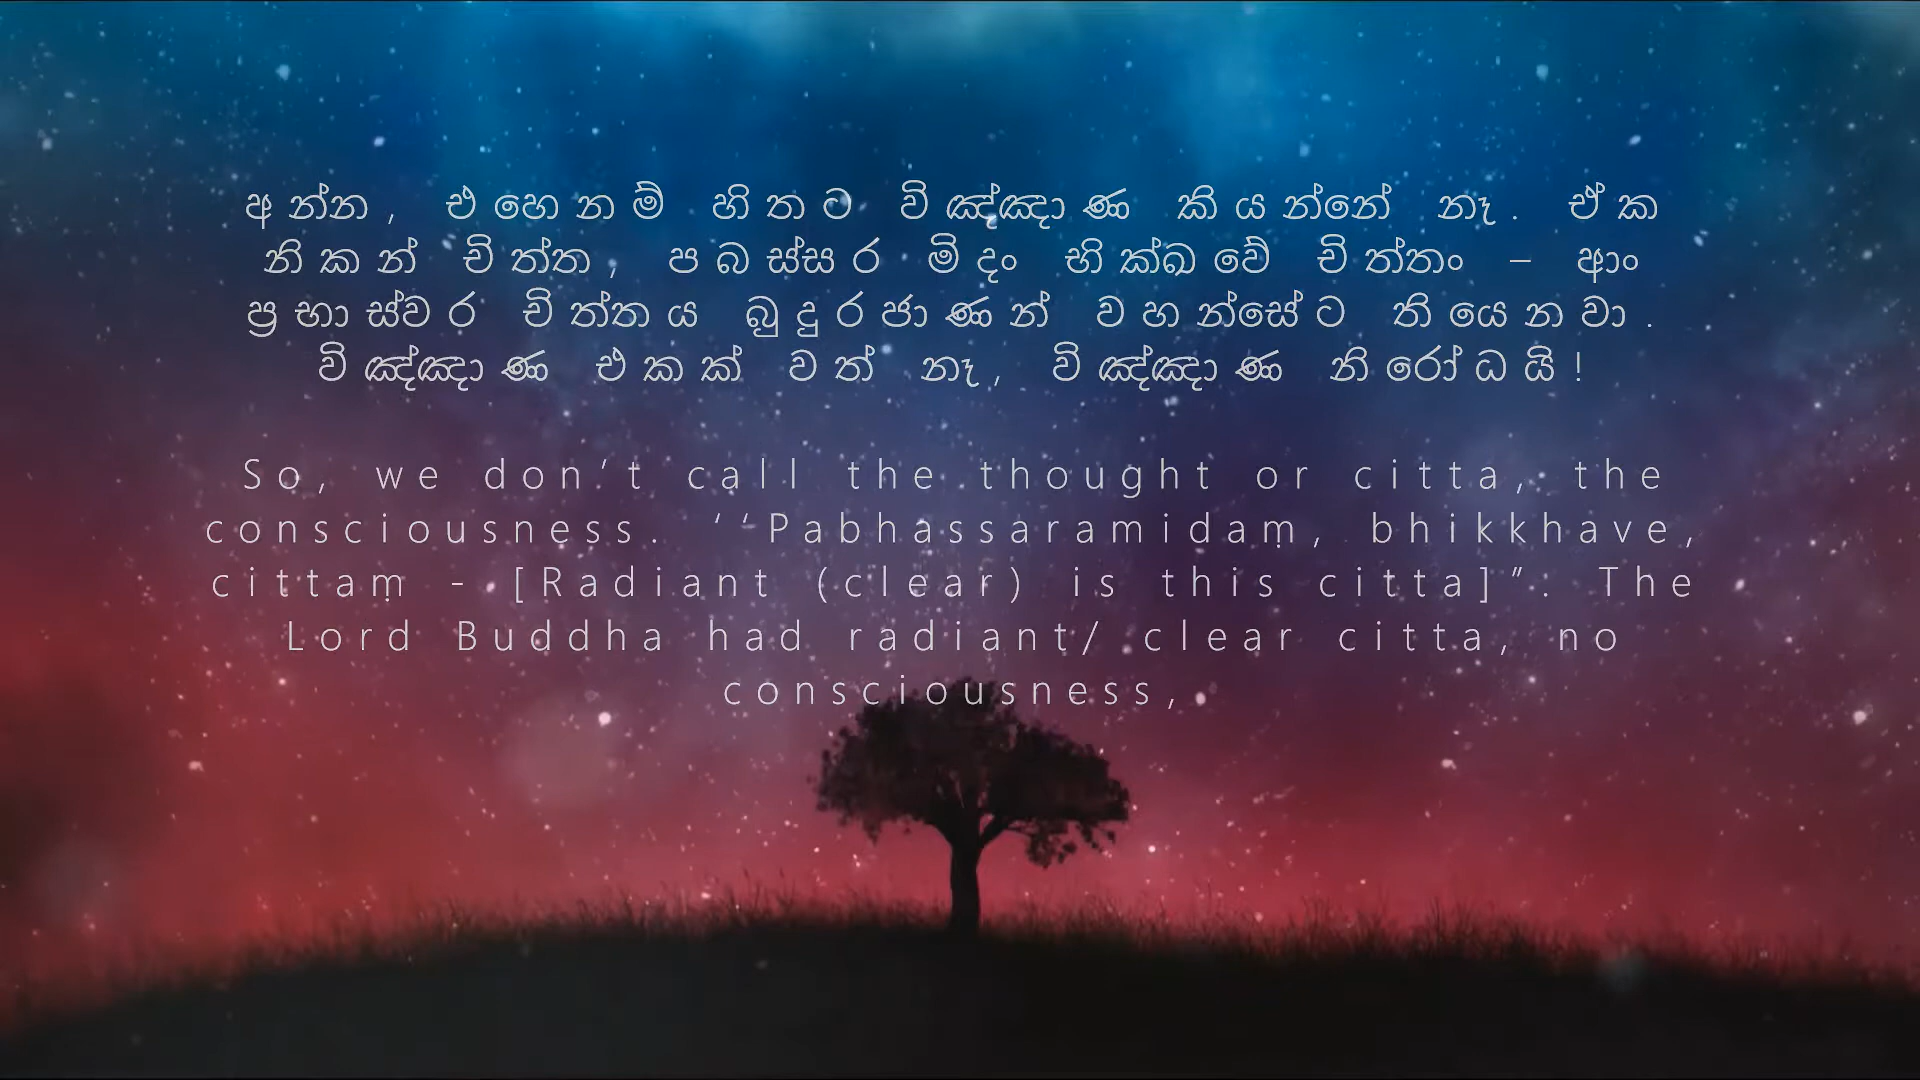 අන්න, එහෙනම් හිතට විඤ්ඤාණ කියන්නේ නෑ. ඒක
නිකන් චිත්ත, පබස්සර මිදං භික්ඛවේ චිත්තං – ආං
ප්‍රභාස්වර චිත්තය බුදුරජාණන් වහන්සේට තියෙනවා.
විඤ්ඤාණ එකක් වත් නෑ, විඤ්ඤාණ නිරෝධයි!
So, we don’t call the thought or citta, the
consciousness. ‘‘Pabhassaramidaṃ, bhikkhave,
cittaṃ - [Radiant (clear) is this citta]”. The
Lord Buddha had radiant/ clear citta, no
consciousness,